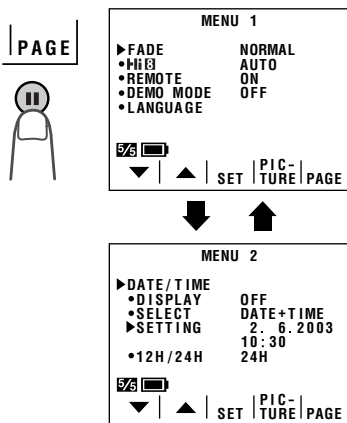 PAGE
MENU 1
▶FADE NORMAL
•Hi8 AUTO
•REMOTE ON
•DEMO MODE OFF
•LANGUAGE
5/5
▼ ▲ SET PIC-TURE PAGE
MENU 2
▶DATE/TIME
•DISPLAY OFF
•SELECT DATE+TIME
▶SETTING 2. 6.2003
10:30
•12H/24H 24H
5/5
▼ ▲ SET PIC-TURE PAGE